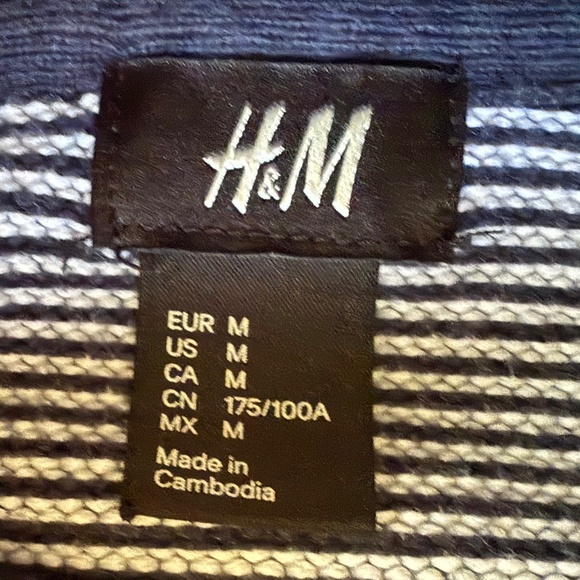 H&M
EUR M
US M
CA M
CN 175/100A
MX M
Made in
Cambodia